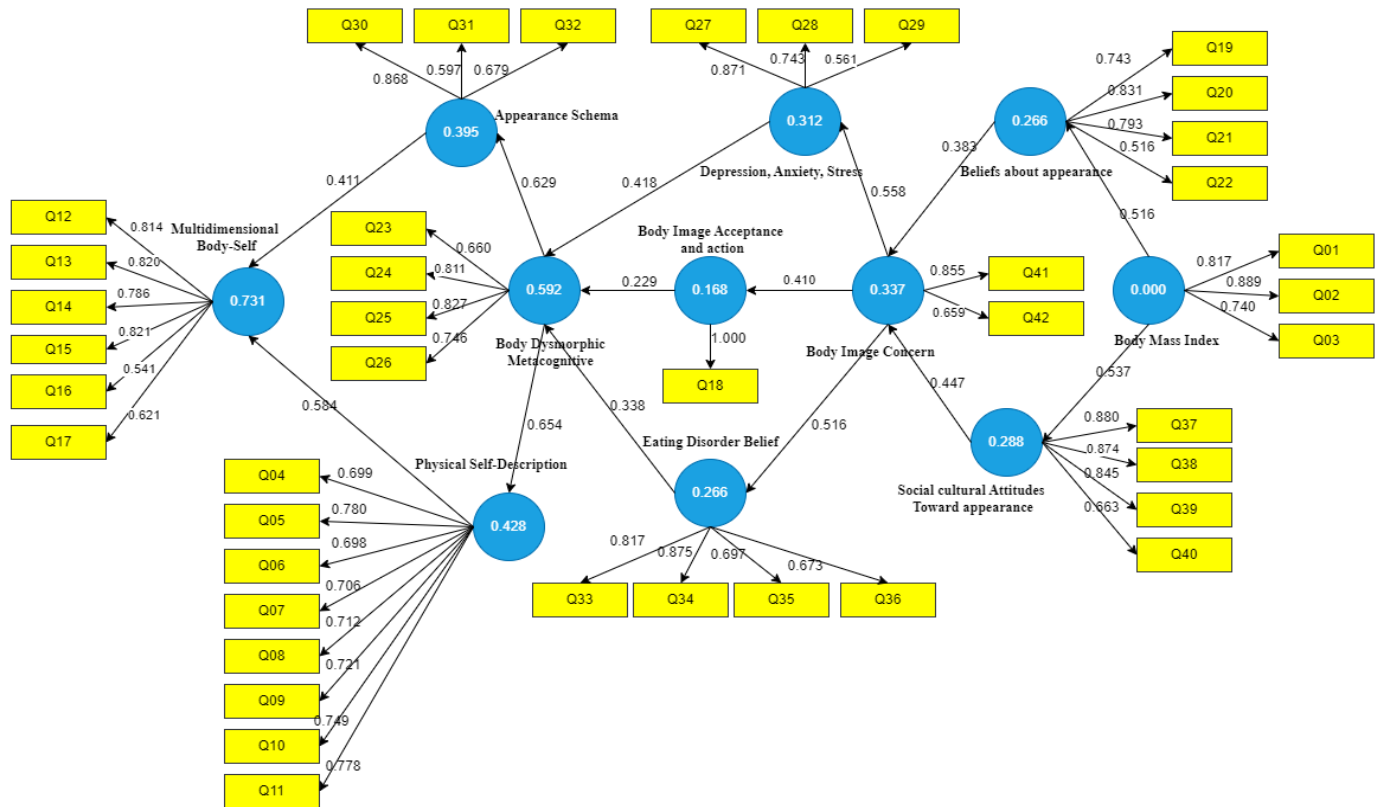 Q30
Q31
Q32
Q27
Q28
Q29
Q19
Q20
Q21
Q22
0.868
0.597
0.679
0.871
0.743
0.561
0.743
0.831
0.793
0.516
0.395
Appearance Schema
0.312
Depression, Anxiety, Stress
0.266
Beliefs about appearance
0.411
0.629
0.418
0.558
0.383
0.516
Q12
Q13
Q14
Q15
Q16
Q17
0.814
0.820
0.786
0.821
0.541
0.621
Multidimensional
Body-Self
0.731
Q23
Q24
Q25
Q26
0.660
0.811
0.827
0.746
0.592
Body Dysmorphic
Metacognitive
0.229
Body Image Acceptance
and action
0.168
1.000
Q18
0.410
0.337
Body Image Concern
0.855
0.659
Q41
Q42
0.000
Body Mass Index
0.817
0.889
0.740
Q01
Q02
Q03
0.584
0.654
0.338
0.516
0.447
0.537
Physical Self-Description
0.428
Eating Disorder Belief
0.266
0.288
Social cultural Attitudes
Toward appearance
0.880
0.874
0.845
0.663
Q37
Q38
Q39
Q40
Q04
Q05
Q06
Q07
Q08
Q09
Q10
Q11
0.699
0.780
0.698
0.706
0.712
0.721
0.749
0.778
0.817
0.875
0.697
0.673
Q33
Q34
Q35
Q36